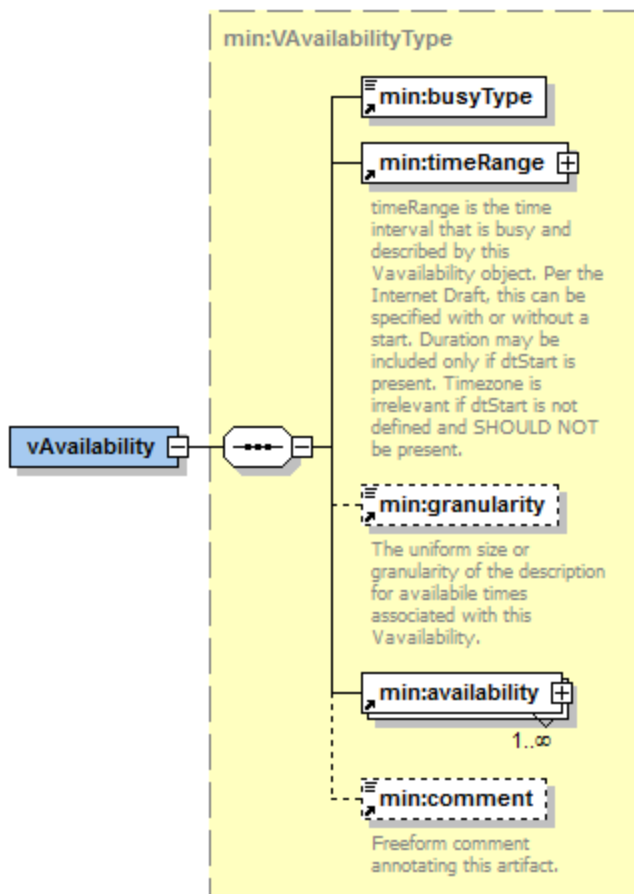 min:VAvailabilityType
min:busyType
min:timeRange
timeRange is the time
interval that is busy and
described by this
Vavailability object. Per the
Internet Draft, this can be
specified with or without a
start. Duration may be
included only if dtStart is
present. Timezone is
irrelevant if dtStart is not
defined and SHOULD NOT
be present.
vAvailability
min:granularity
The uniform size or
granularity of the description
for availabile times
associated with this
Vavailability.
min:availability
1..∞
min:comment
Freeform comment
annotating this artifact.